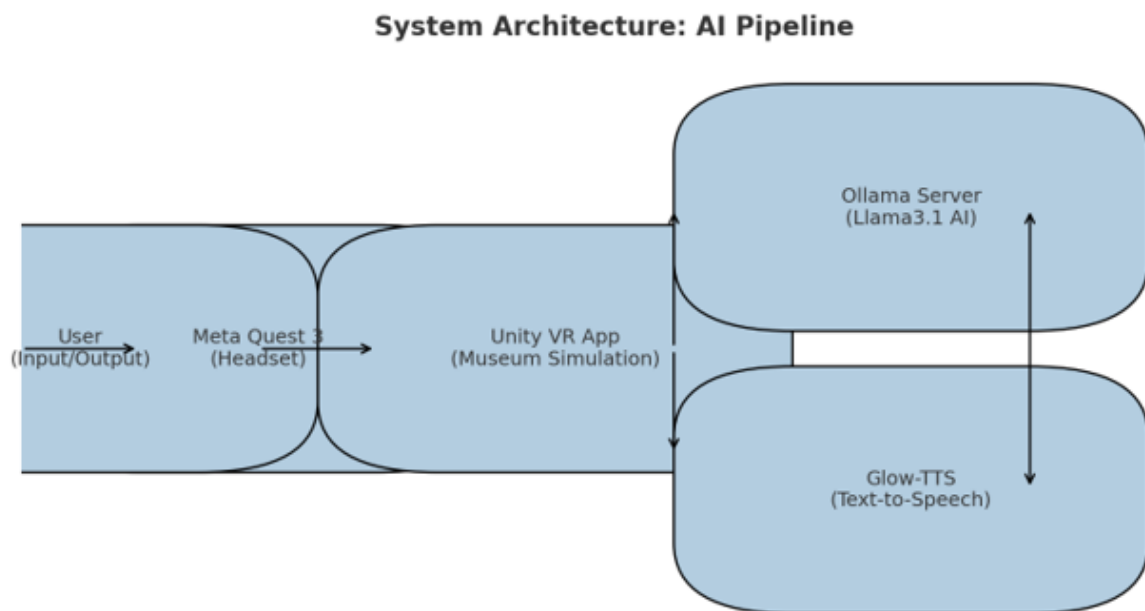 System Architecture: AI Pipeline
User
(Input/Output)
Meta Quest 3
(Headset)
Unity VR App
(Museum Simulation)
Ollama Server
(Llama3.1 AI)
Glow-TTS
(Text-to-Speech)